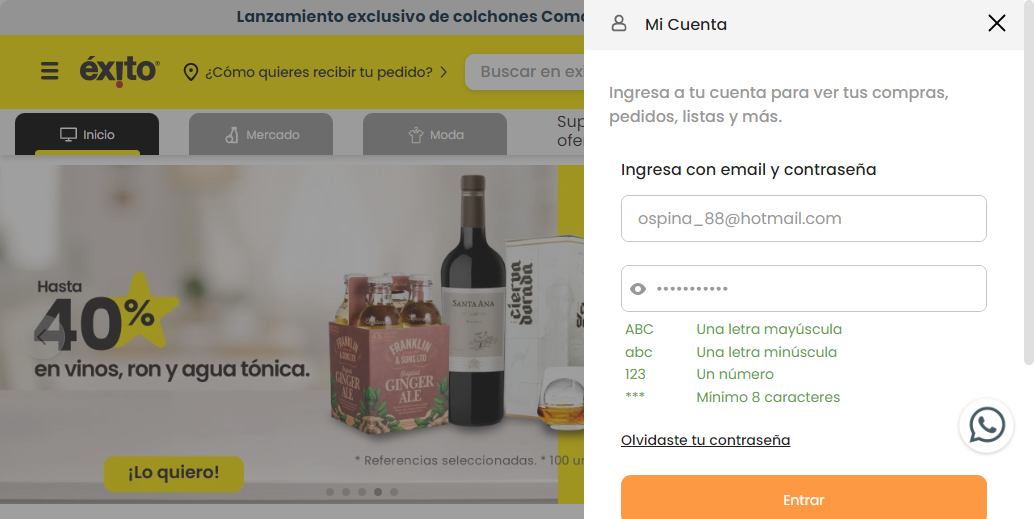 Lanzamiento exclusivo de colchones Como
Mi Cuenta
éxito
¿Cómo quieres recibir tu pedido?
Buscar en ex
Inicio
Mercado
Moda
Sup
ofe
Hasta
40%
en vinos, ron y agua tónica.
¡Lo quiero!
FRANKLIN
& SONS LTD
Original
GINGER
ALE
SANTA ANA
cierva
dorada
* Referencias seleccionadas. * 100 un
Ingresa a tu cuenta para ver tus compras,
pedidos, listas y más.
Ingresa con email y contraseña
ospina_88@hotmail.com
•••••••••••
ABC Una letra mayúscula
abc Una letra minúscula
123 Un número
*** Mínimo 8 caracteres
Olvidaste tu contraseña
Entrar